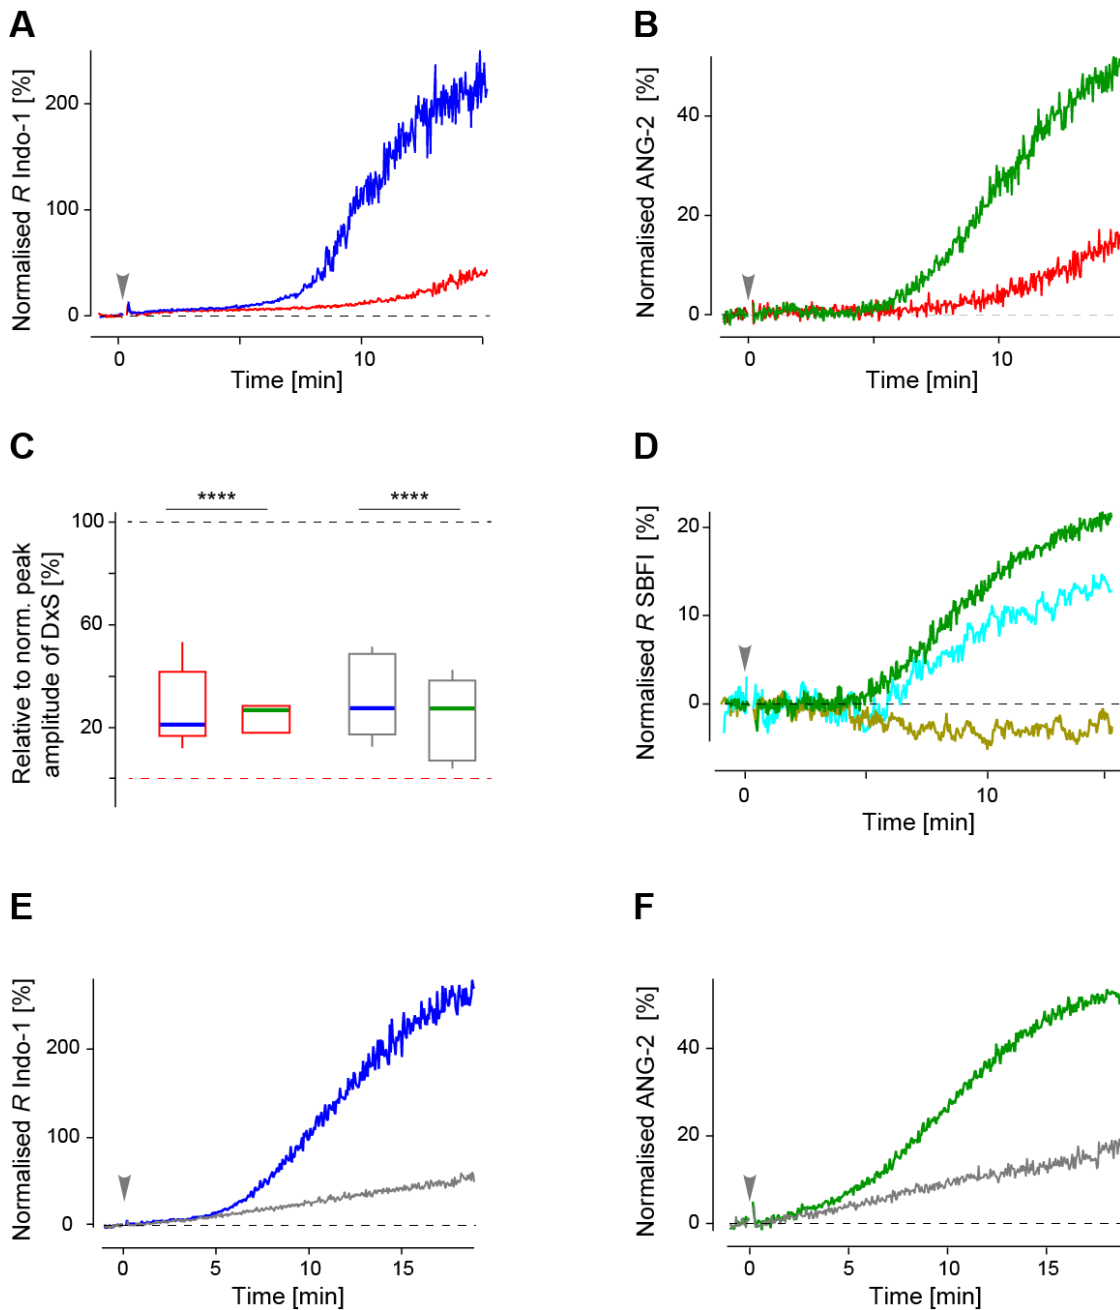 A
Normalised R Indo-1 [%]
200
100
0
0
10
Time [min]
B
Normalised ANG-2 [%]
40
20
0
0
10
Time [min]
C
Relative to norm. peak
amplitude of DxS [%]
100
60
20
****
****
D
Normalised R SBFI [%]
20
10
0
0
10
Time [min]
E
Normalised R Indo-1 [%]
200
100
0
0
5
10
15
Time [min]
F
Normalised ANG-2 [%]
40
20
0
0
5
10
15
Time [min]